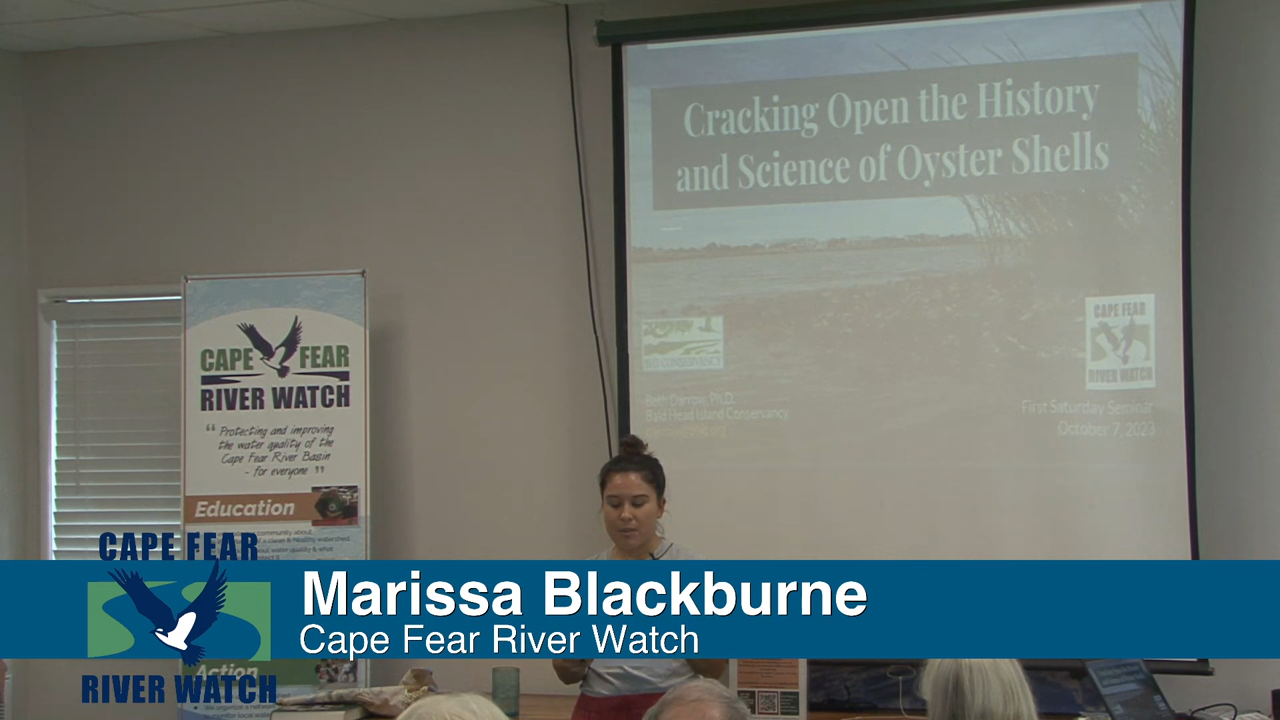 Cracking Open the History
and Science of Oyster Shells
CAPE FEAR
RIVER WATCH
Beth Darrow, Ph.D.
Bald Head Island Conservancy
First Saturday Seminar
October 7, 2023
CAPE FEAR
RIVER WATCH
“ Protecting and improving
the water quality of the
Cape Fear River Basin
- for everyone ”
Education
Action
CAPE FEAR
RIVER WATCH
Marissa Blackburne
Cape Fear River Watch